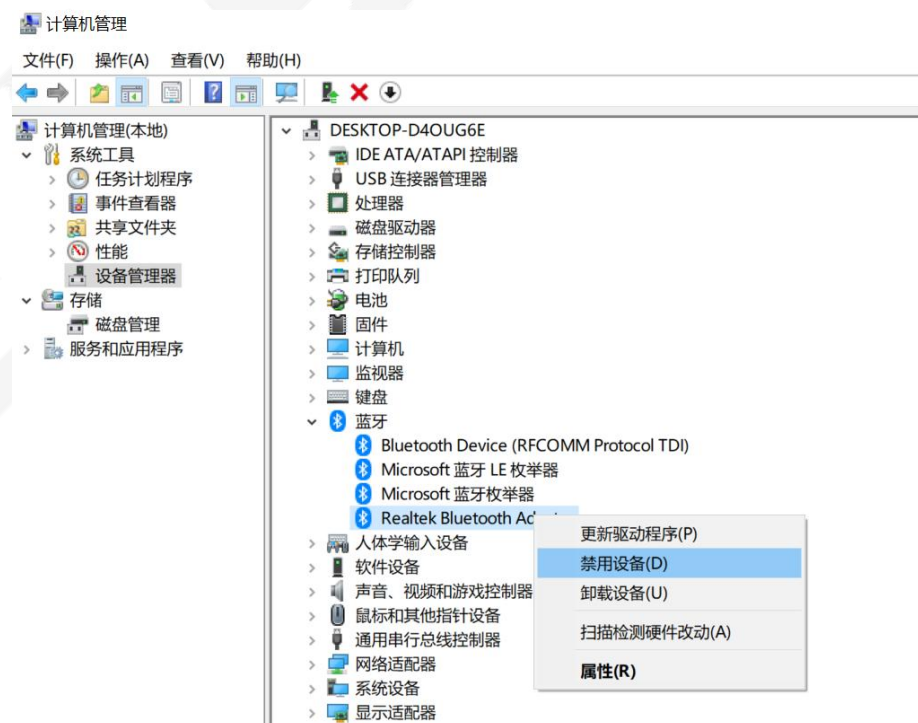 计算机管理
文件(F) 操作(A) 查看(V) 帮助(H)
计算机管理(本地)
系统工具
任务计划程序
事件查看器
共享文件夹
性能
设备管理器
存储
磁盘管理
服务和应用程序
DESKTOP-D4OUG6E
IDE ATA/ATAPI 控制器
USB 连接器管理器
处理器
磁盘驱动器
存储控制器
打印队列
电池
固件
计算机
监视器
键盘
蓝牙
Bluetooth Device (RFCOMM Protocol TDI)
Microsoft 蓝牙 LE 枚举器
Microsoft 蓝牙枚举器
Realtek Bluetooth
人体学输入设备
软件设备
声音、视频和游戏控制器
鼠标和其他指针设备
通用串行总线控制器
网络适配器
系统设备
显示适配器
更新驱动程序(P)
禁用设备(D)
卸载设备(U)
扫描检测硬件改动(A)
属性(R)